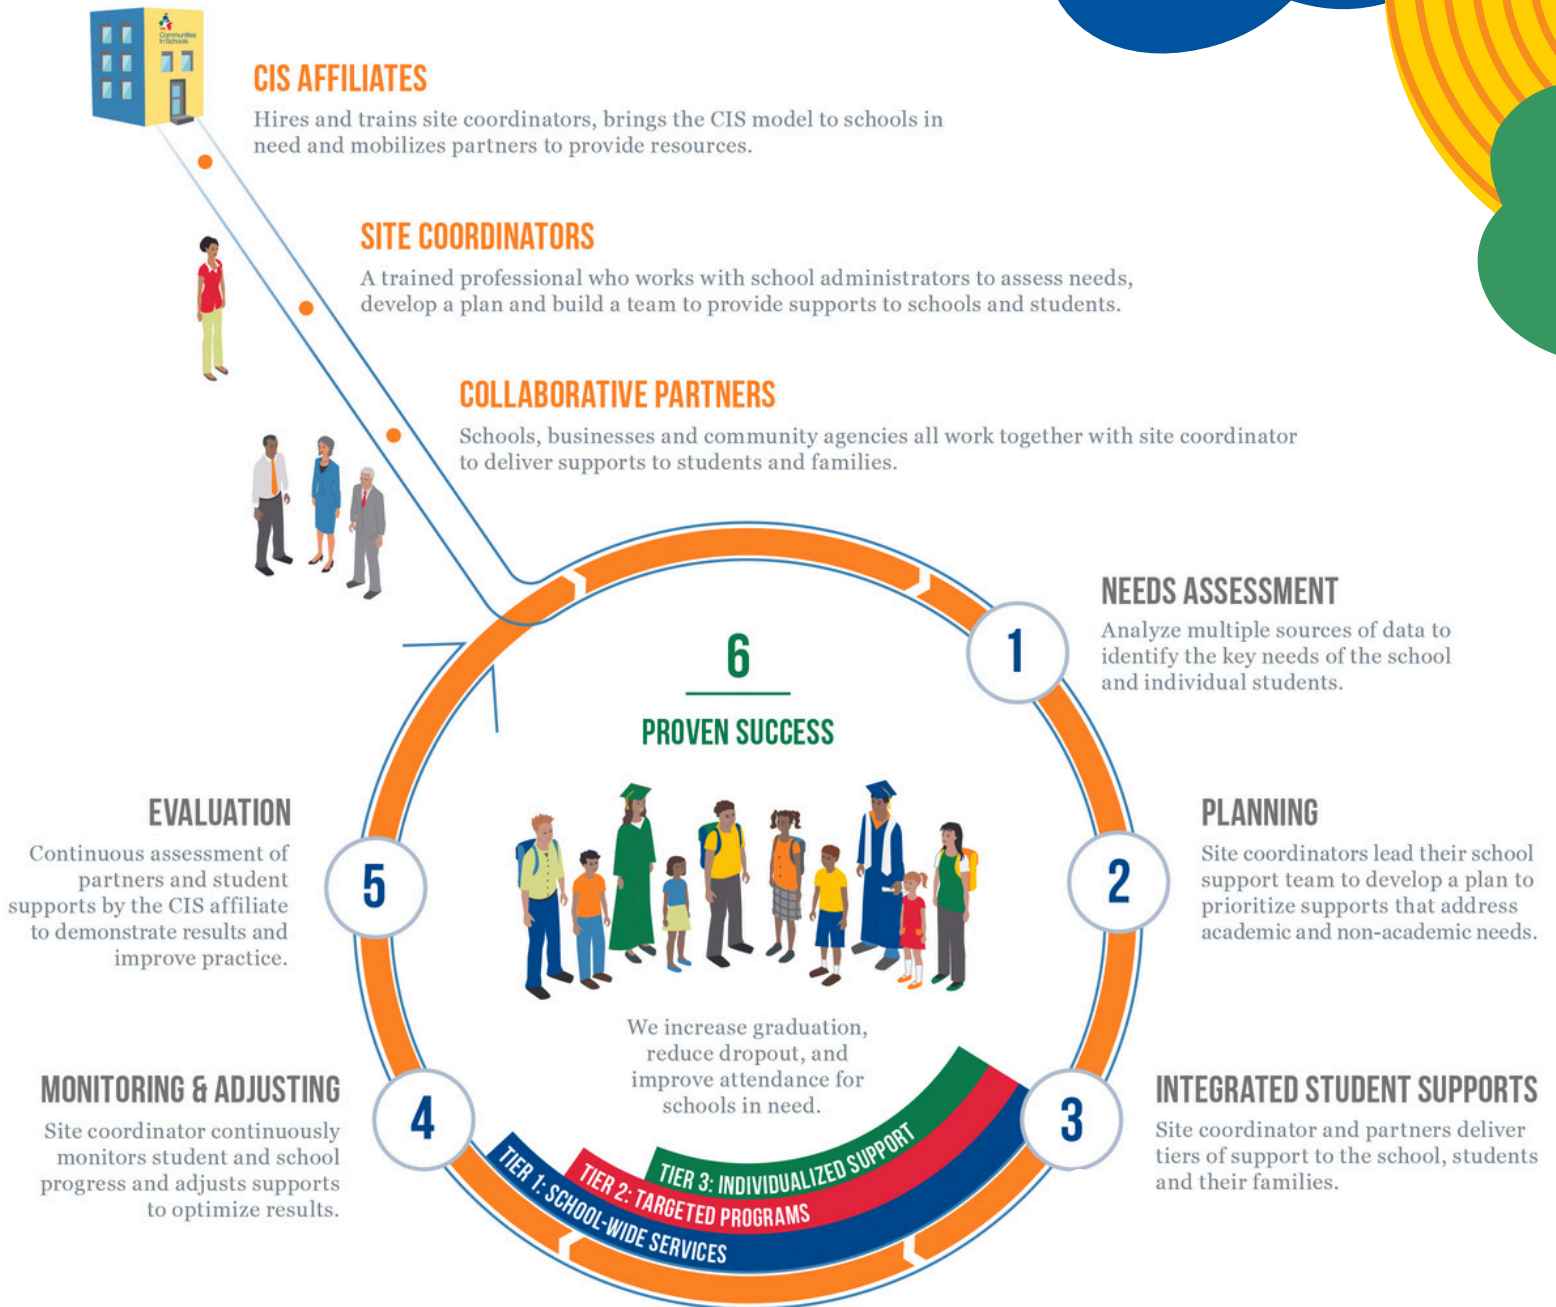 Communities
In Schools
CIS AFFILIATES
Hires and trains site coordinators, brings the CIS model to schools in
need and mobilizes partners to provide resources.
SITE COORDINATORS
A trained professional who works with school administrators to assess needs,
develop a plan and build a team to provide supports to schools and students.
COLLABORATIVE PARTNERS
Schools, businesses and community agencies all work together with site coordinator
to deliver supports to students and families.
1
NEEDS ASSESSMENT
Analyze multiple sources of data to
identify the key needs of the school
and individual students.
2
PLANNING
Site coordinators lead their school
support team to develop a plan to
prioritize supports that address
academic and non-academic needs.
3
INTEGRATED STUDENT SUPPORTS
Site coordinator and partners deliver
tiers of support to the school, students
and their families.
TIER 1: SCHOOL-WIDE SERVICES
TIER 2: TARGETED PROGRAMS
TIER 3: INDIVIDUALIZED SUPPORT
4
MONITORING & ADJUSTING
Site coordinator continuously
monitors student and school
progress and adjusts supports
to optimize results.
5
EVALUATION
Continuous assessment of
partners and student
supports by the CIS affiliate
to demonstrate results and
improve practice.
6
PROVEN SUCCESS
We increase graduation,
reduce dropout, and
improve attendance for
schools in need.